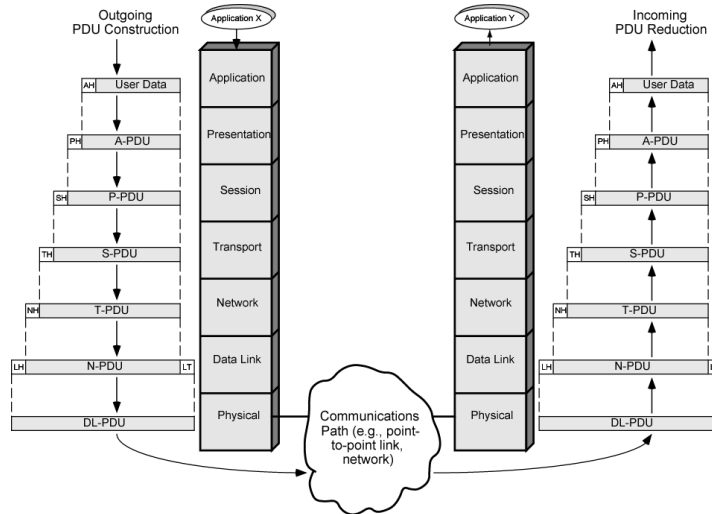 Outgoing
PDU Construction
Application X
Application Y
Incoming
PDU Reduction
AH User Data
PH A-PDU
SH P-PDU
TH S-PDU
NH T-PDU
LH N-PDU LT
DL-PDU
Application
Presentation
Session
Transport
Network
Data Link
Physical
Communications
Path (e.g., point-
to-point link,
network)
Application
Presentation
Session
Transport
Network
Data Link
Physical
AH User Data
PH A-PDU
SH P-PDU
TH S-PDU
NH T-PDU
LH N-PDU
DL-PDU